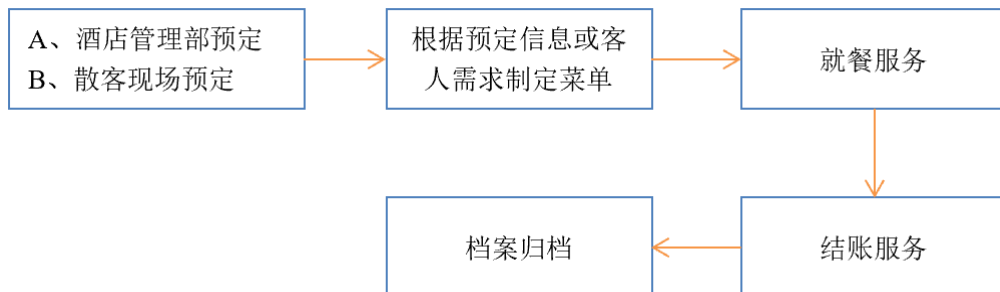 A、酒店管理部预定
B、散客现场预定
根据预定信息或客
人需求制定菜单
就餐服务
档案归档
结账服务